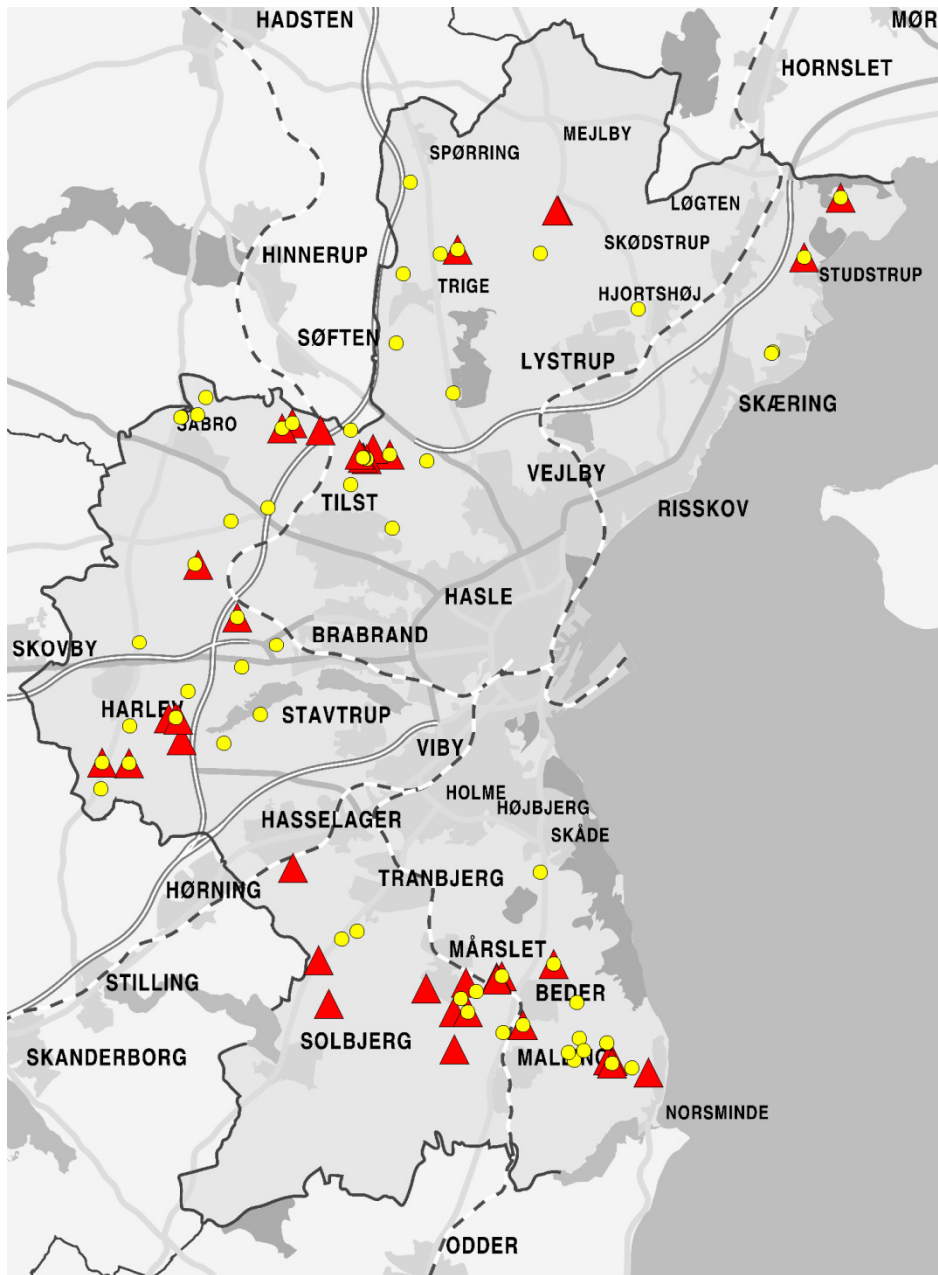 HADSTEN
MØR
HORNSLET
MEJLBY
SPØRRING
LØGTEN
SKØDSTRUP
HINNERUP
STUDSTRUP
TRIGE
HJORTSHØJ
SØFTEN
LYSTRUP
SKÆRING
SABRO
VEJLBY
TILST
RISSKOV
HASLE
BRABRAND
SKOVBY
HARLEV
STAVTRUP
VIBY
HOLME
HØJBJERG
HASSELAGER
SKÅDE
TRANBJERG
HØRNING
MÅRSLET
STILLING
BEDER
SOLBJERG
SKANDERBORG
MALLING
NORSMINDE
ODDER